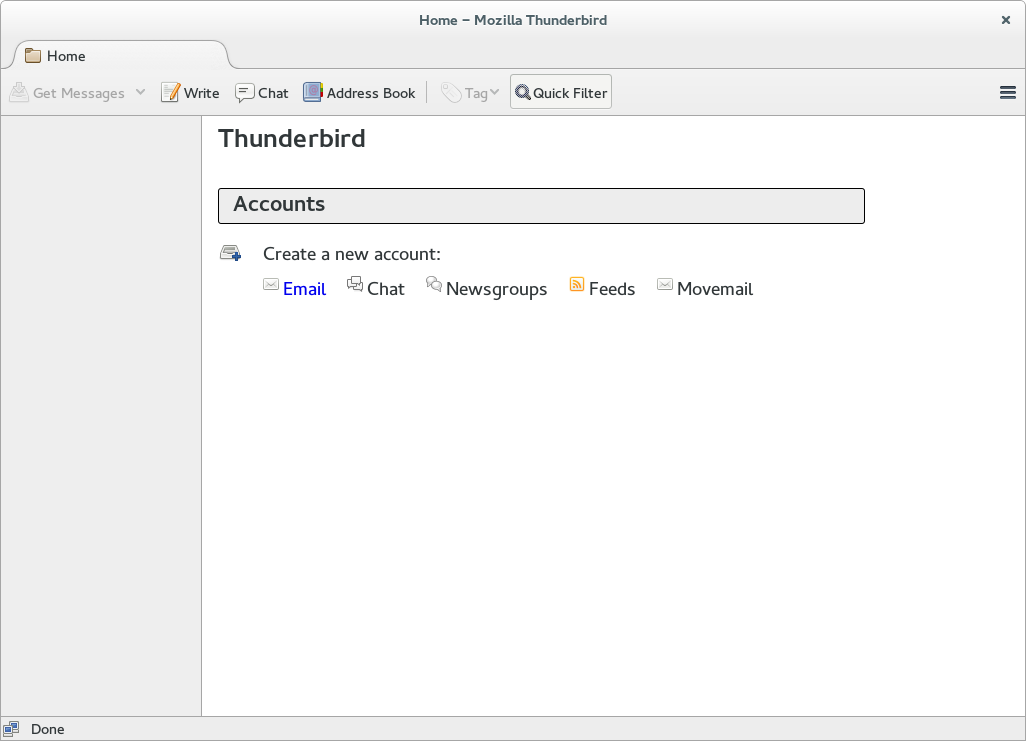 Home – Mozilla Thunderbird
Home
Get Messages Write Chat Address Book Tag Quick Filter
Thunderbird
Accounts
Create a new account:
Email Chat Newsgroups Feeds Movemail
Done